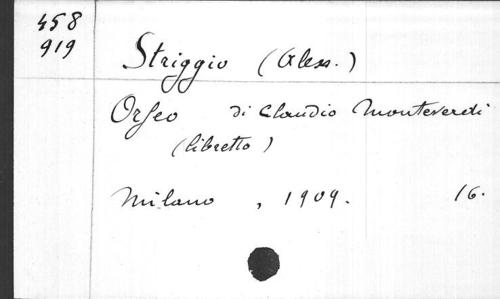 458
919
Striggio (Aless.)
Orfeo di Claudio Monteverdi
(libretto)
Milano, 1909. 16.